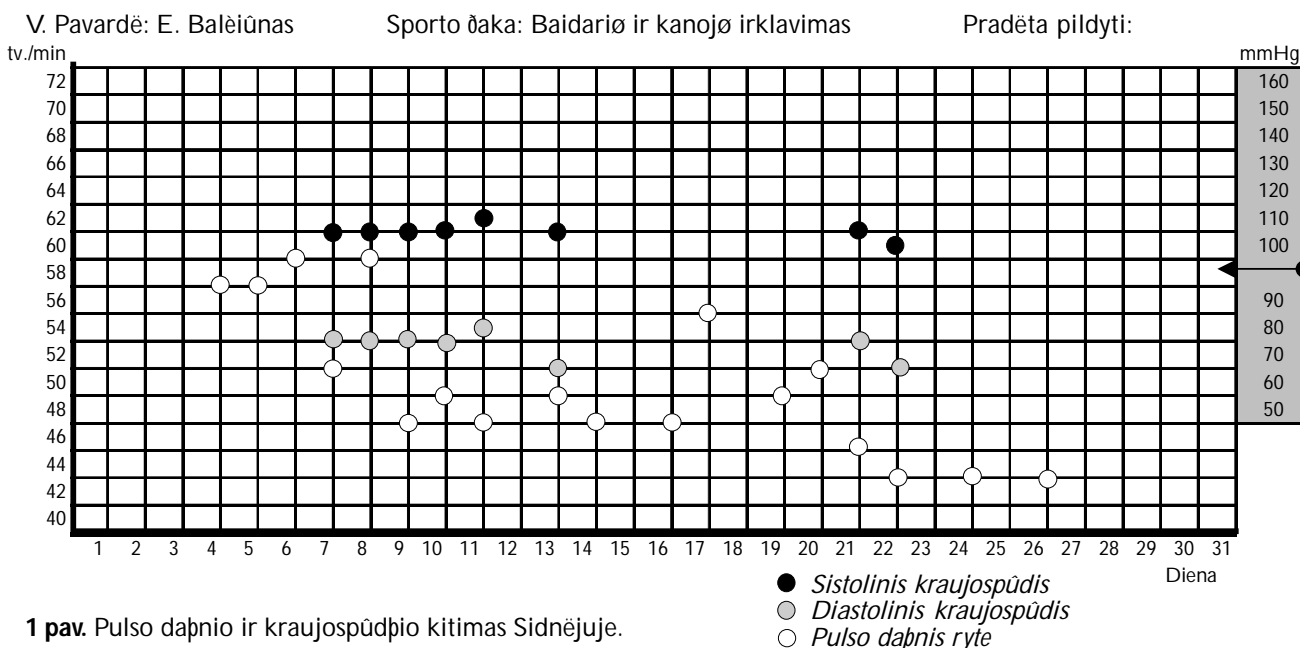 V. Pavardë: E. Balèiûnas Sporto ðaka: Baidariø ir kanojø irklavimas Pradëta pildyti:
tv./min mmHg
72 160
70 150
68 140
66 130
64 120
62 110
60 100
58
56 90
54 80
52 70
50 60
48 50
46
44
42
40
1 2 3 4 5 6 7 8 9 10 11 12 13 14 15 16 17 18 19 20 21 22 23 24 25 26 27 28 29 30 31
Diena
Sistolinis kraujospûdis
Diastolinis kraujospûdis
Pulso daþnis ryte
1 pav. Pulso daþnio ir kraujospûdþio kitimas Sidnëjuje.